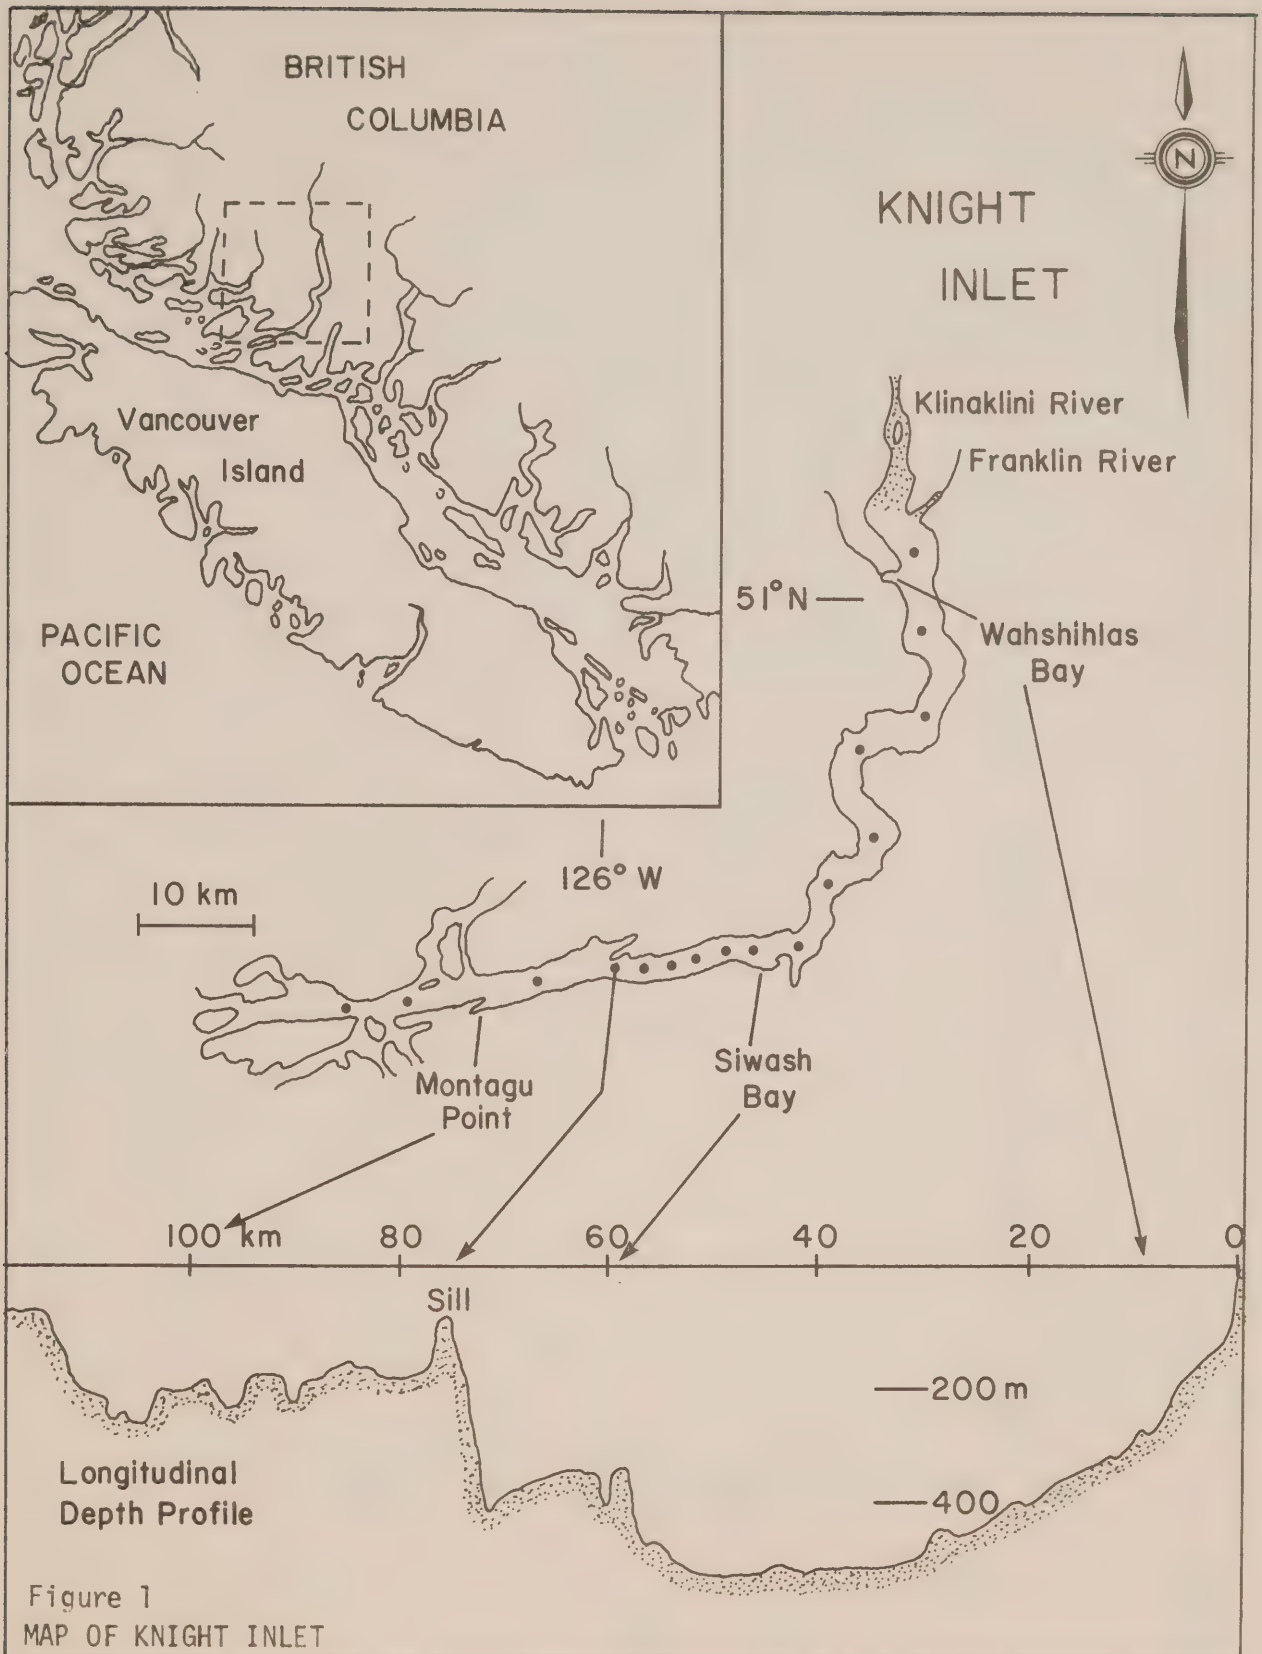 BRITISH
COLUMBIA
Vancouver
Island
PACIFIC
OCEAN
N
KNIGHT
INLET
Klinaklini River
Franklin River
51°N
Wahshihlas
Bay
126° W
10 km
Siwash
Bay
Montagu
Point
100 km 80 60 40 20 0
Sill
200 m
400
Longitudinal
Depth Profile
Figure 1
MAP OF KNIGHT INLET